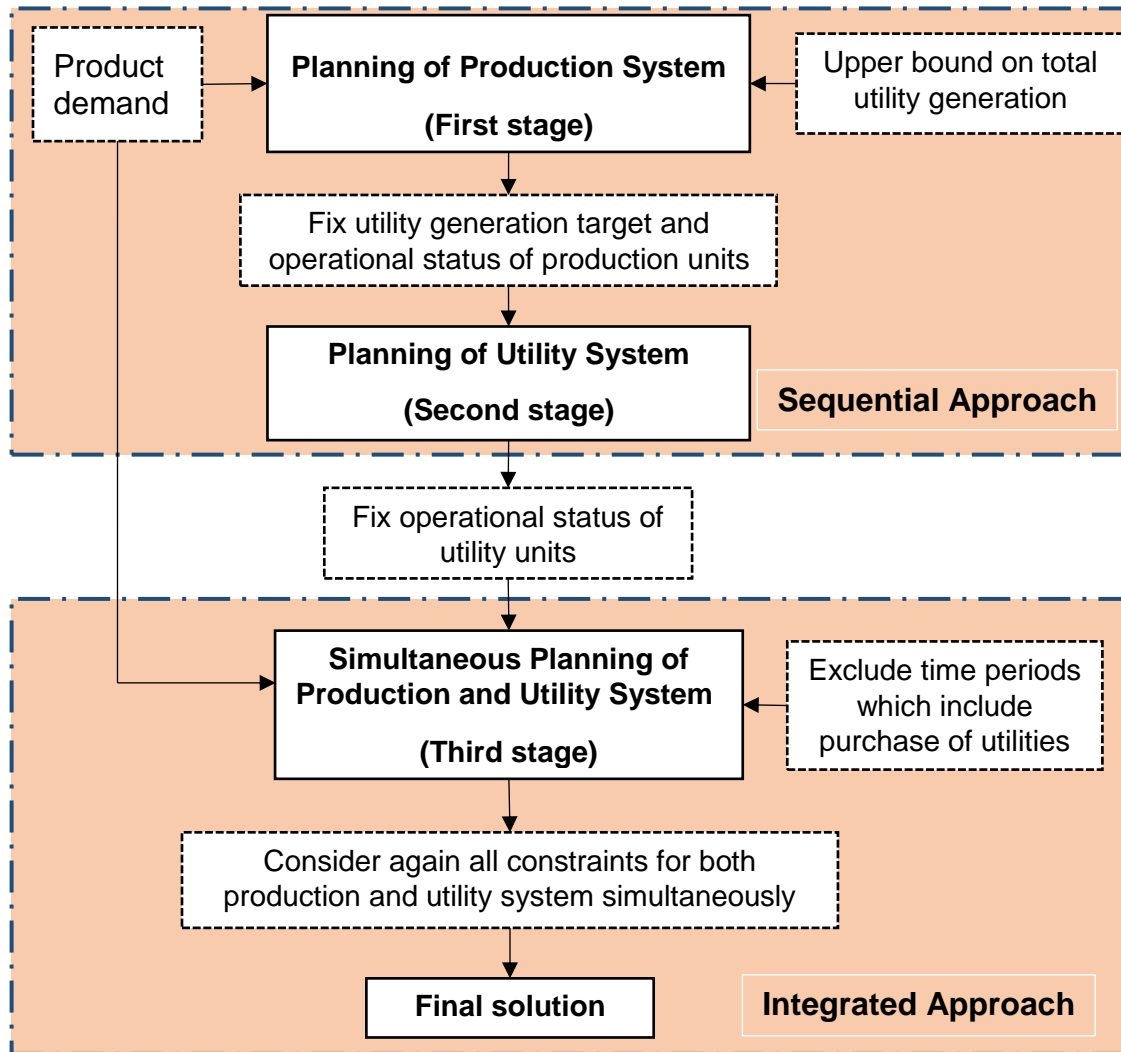 Product
demand
Planning of Production System
(First stage)
Upper bound on total
utility generation
Fix utility generation target and
operational status of production units
Planning of Utility System
(Second stage)
Sequential Approach
Fix operational status of
utility units
Simultaneous Planning of
Production and Utility System
(Third stage)
Exclude time periods
which include
purchase of utilities
Consider again all constraints for both
production and utility system simultaneously
Final solution
Integrated Approach